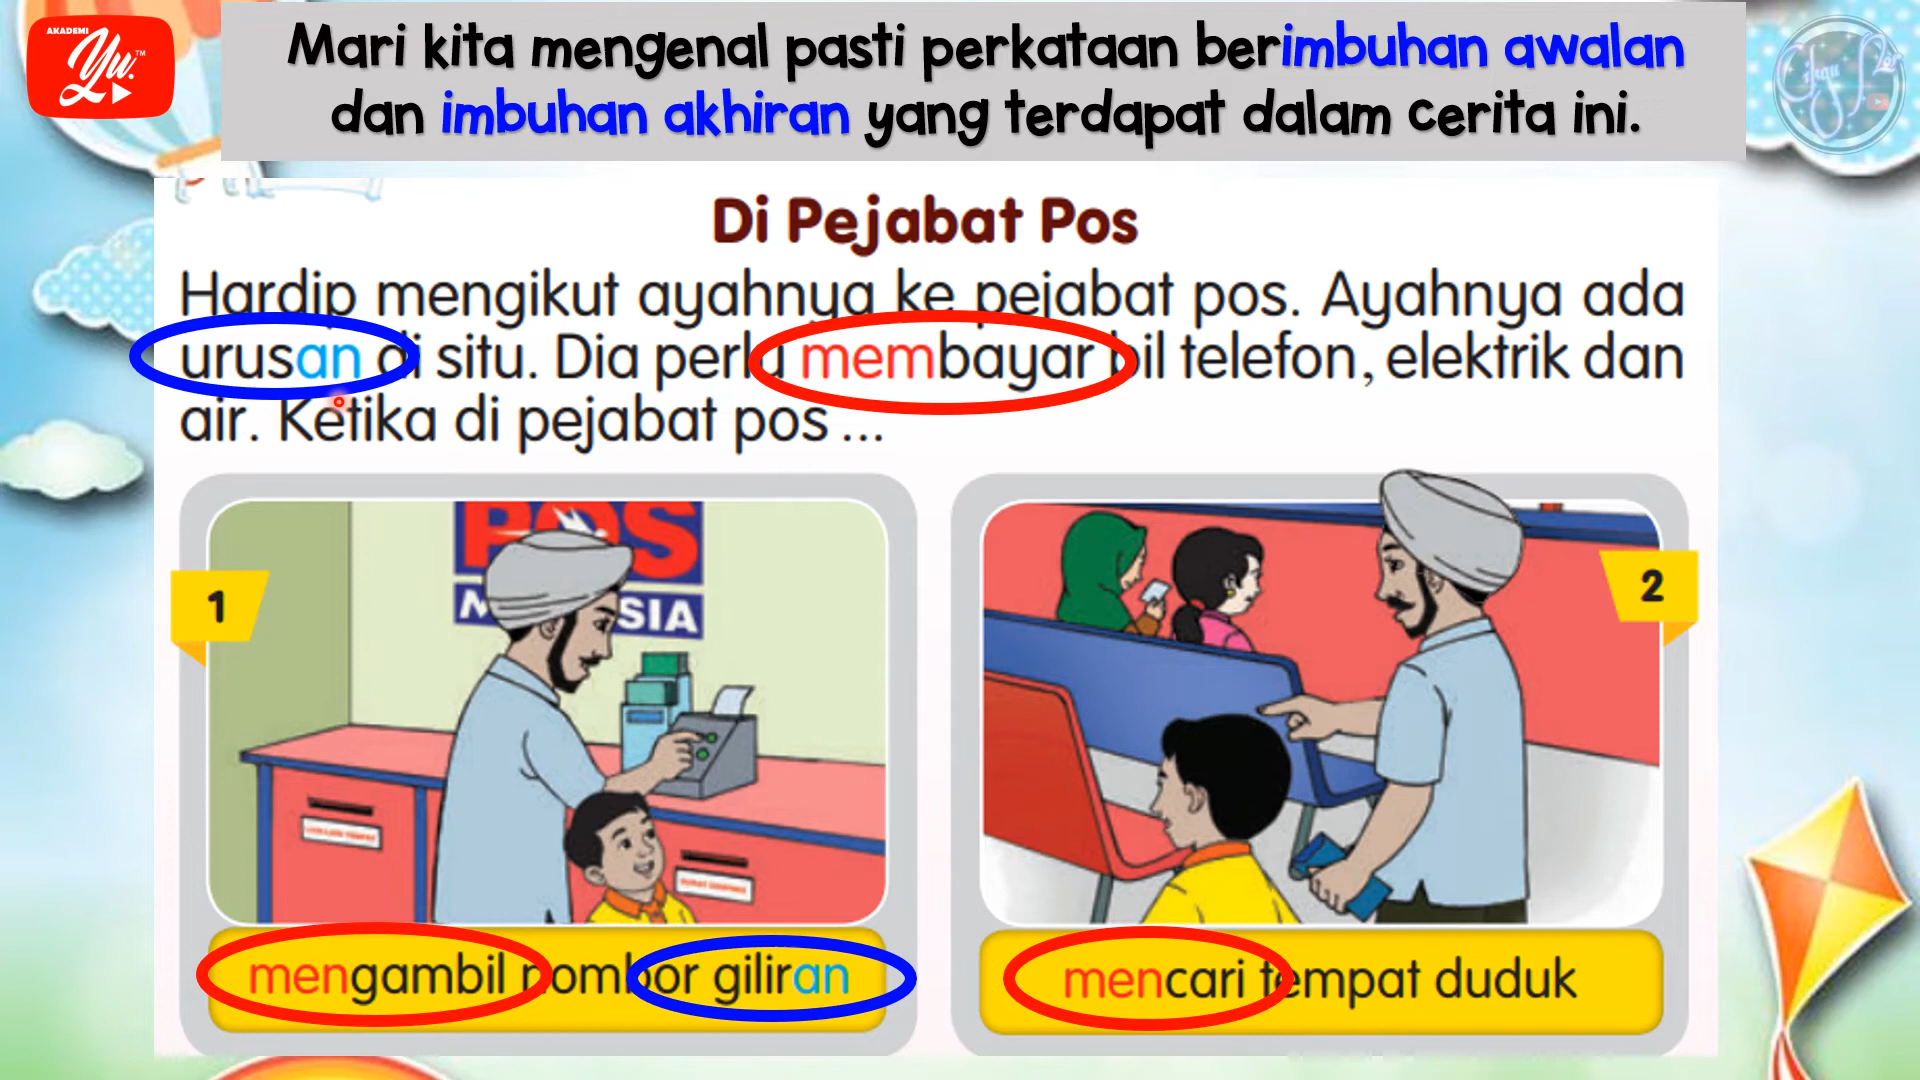 AKADEMI
Yu.
TM
Mari kita mengenal pasti perkataan berimbuhan awalan
dan imbuhan akhiran yang terdapat dalam cerita ini.
Di Pejabat Pos
Hardip mengikut ayahnya ke pejabat pos. Ayahnya ada
urusan di situ. Dia perlu membayar bil telefon, elektrik dan
air. Ketika di pejabat pos ...
1
POS
SIA
mengambil nombor giliran
2
mencari tempat duduk